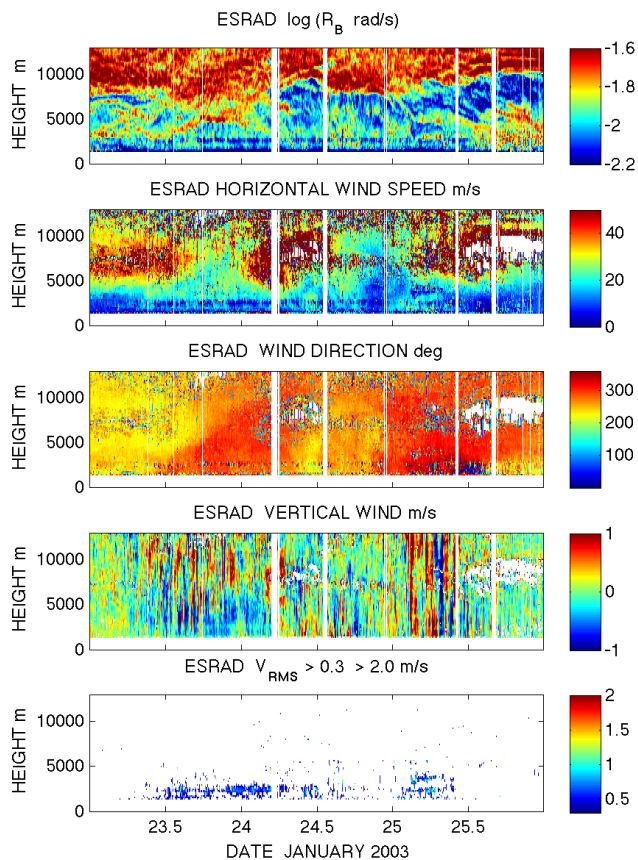 ESRAD log (R_B rad/s)
HEIGHT m
10000
5000
0
-1.6
-2
-2.2
ESRAD HORIZONTAL WIND SPEED m/s
HEIGHT m
10000
5000
0
40
20
0
ESRAD WIND DIRECTION deg
HEIGHT m
10000
5000
0
300
200
100
ESRAD VERTICAL WIND m/s
HEIGHT m
10000
5000
0
1
0
-1
ESRAD V_RMS > 0.3 > 2.0 m/s
HEIGHT m
10000
5000
0
2
1.5
1
0.5
23.5 24 24.5 25 25.5
DATE JANUARY 2003